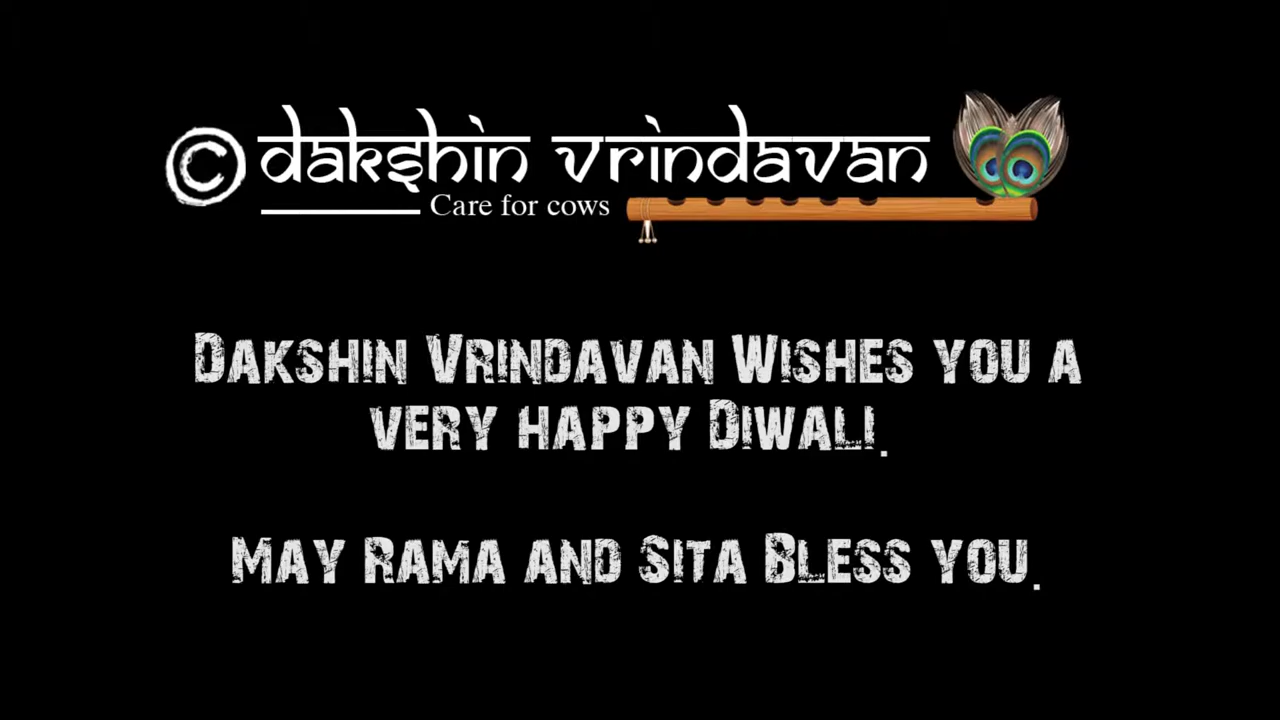 © dakshin vrindavan
Care for cows
Dakshin Vrindavan Wishes you a
very happy Diwali.
May Rama and Sita Bless you.